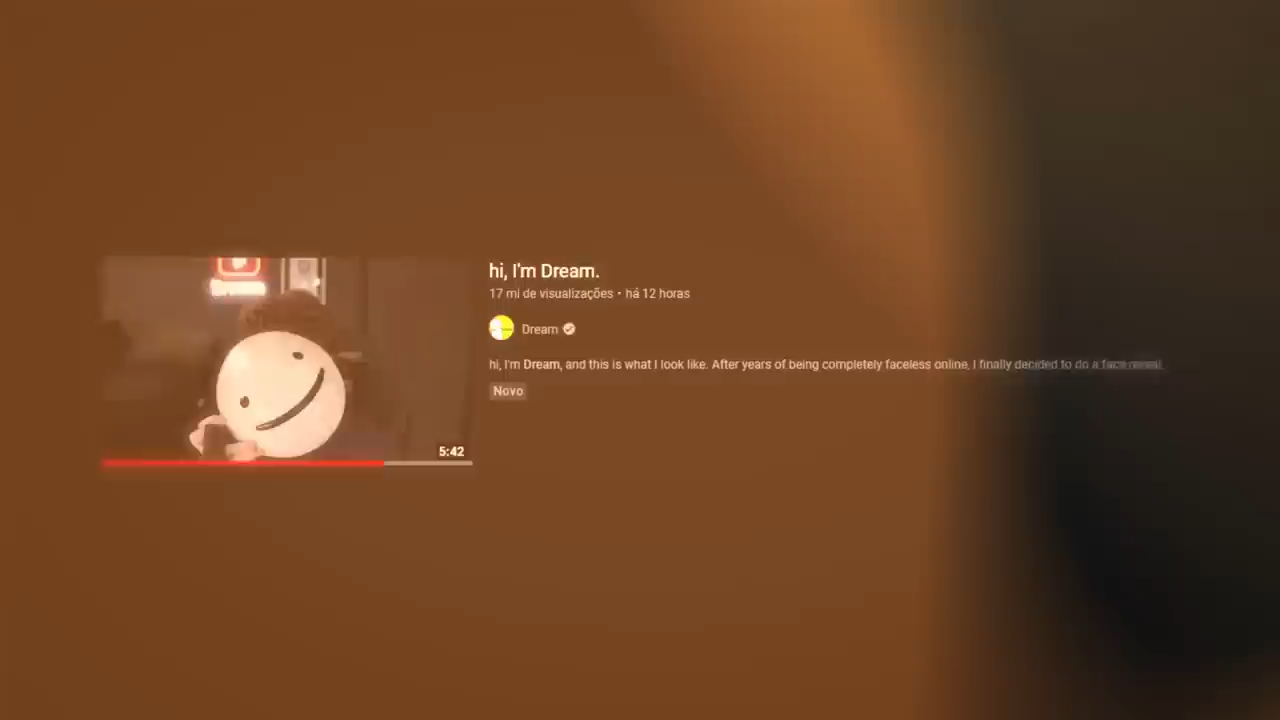 hi, I'm Dream.
17 mi de visualizações • há 12 horas
Dream
hi, I'm Dream, and this is what I look like. After years of being completely faceless online, I finally decided to do a face reveal.
Novo
5:42